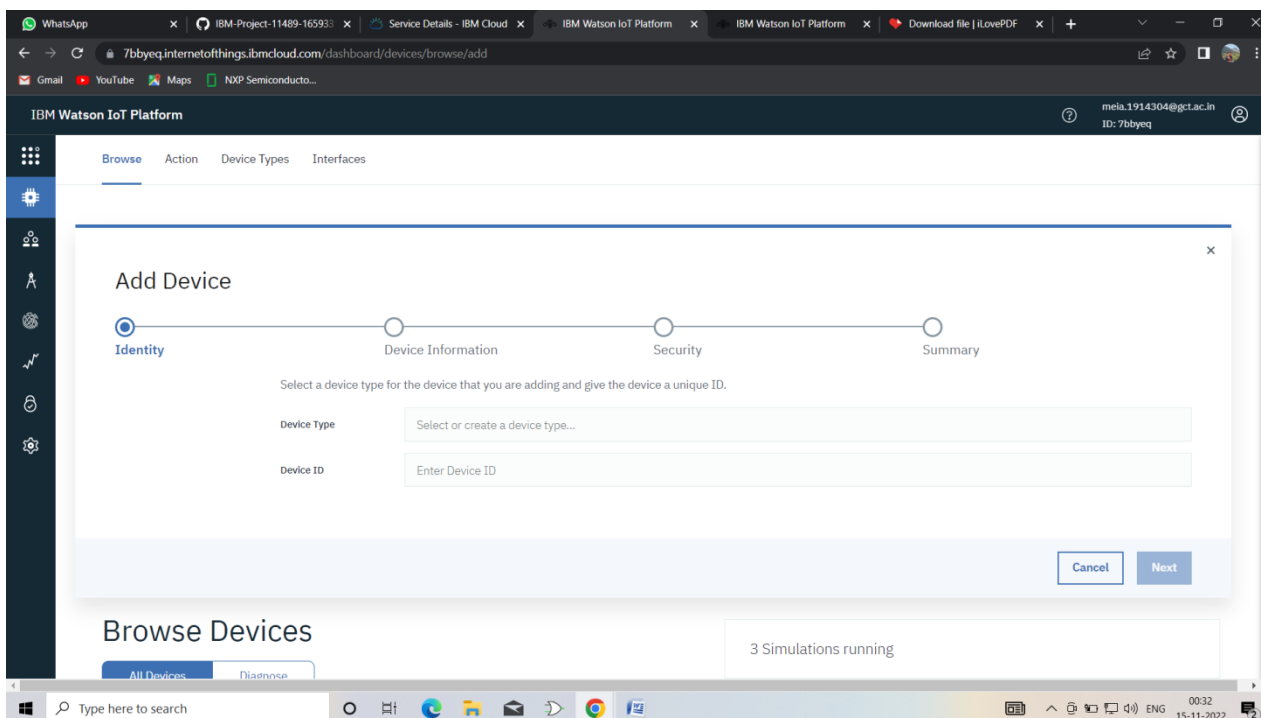 WhatsApp
IBM-Project-11489-165933
Service Details - IBM Cloud
IBM Watson IoT Platform
IBM Watson IoT Platform
Download file | iLovePDF
7bbyeq.internetofthings.ibmcloud.com/dashboard/devices/browse/add
Gmail YouTube Maps NXP Semiconducto...
IBM Watson IoT Platform
meia.1914304@gct.ac.in
ID: 7bbyeq
Browse Action Device Types Interfaces
Add Device
Identity Device Information Security Summary
Select a device type for the device that you are adding and give the device a unique ID.
Device Type Select or create a device type...
Device ID Enter Device ID
Cancel Next
Browse Devices
3 Simulations running
All Devices Diagnose
Type here to search
ENG
00:32
15-11-2022
2